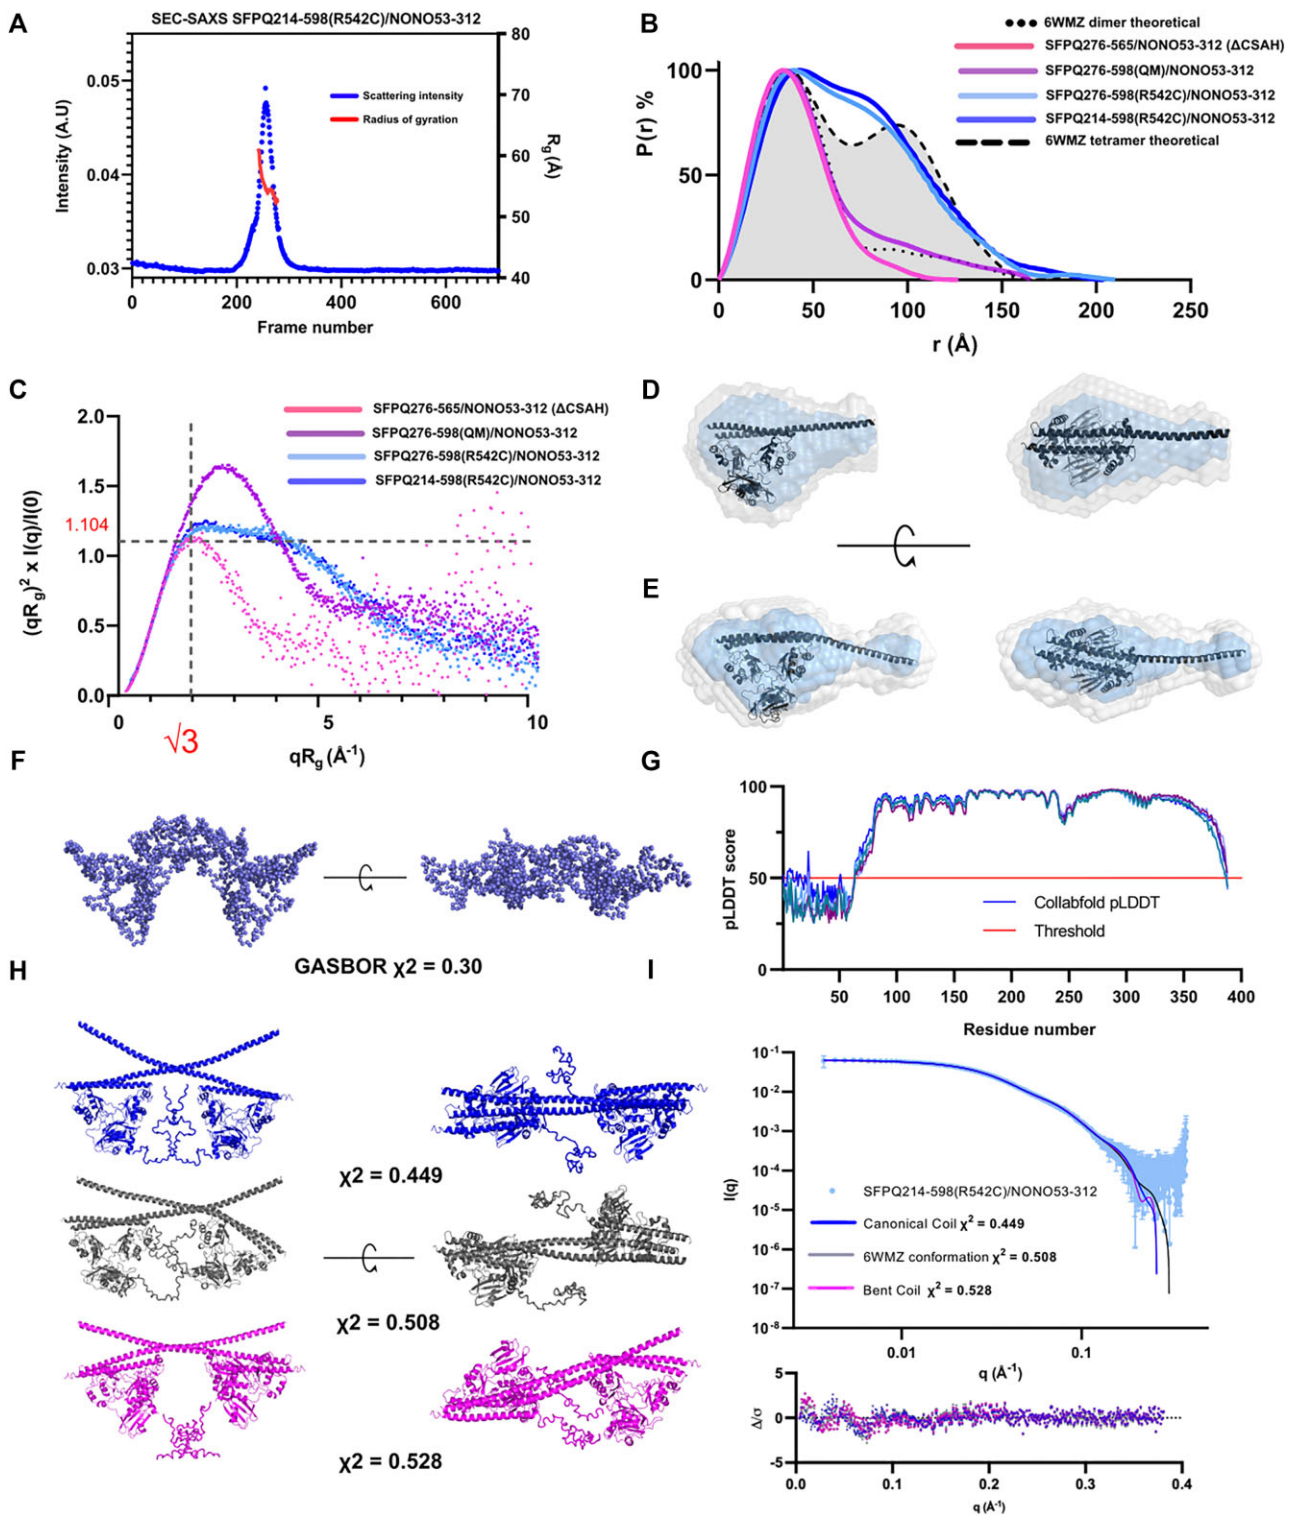 A
SEC-SAXS SFPQ214-598(R542C)/NONO53-312
Intensity (A.U)
0.05
0.04
0.03
80
70
60
50
40
Rg (Å)
Scattering intensity
Radius of gyration
0 200 400 600
Frame number
B
6WMZ dimer theoretical
SFPQ276-565/NONO53-312 (ΔCSAH)
SFPQ276-598(QM)/NONO53-312
SFPQ276-598(R542C)/NONO53-312
SFPQ214-598(R542C)/NONO53-312
6WMZ tetramer theoretical
P(r) %
100
50
0
0 50 100 150 200 250
r (Å)
C
SFPQ276-565/NONO53-312 (ΔCSAH)
SFPQ276-598(QM)/NONO53-312
SFPQ276-598(R542C)/NONO53-312
SFPQ214-598(R542C)/NONO53-312
(qRg)² x I(q)/I(0)
2.0
1.5
1.104
1.0
0.5
0.0
0 5 10
√3
qRg (Å⁻¹)
D
E
F
GASBOR χ2 = 0.30
G
pLDDT score
100
50
0
Collabfold pLDDT
Threshold
50 100 150 200 250 300 350 400
Residue number
H
χ2 = 0.449
χ2 = 0.508
χ2 = 0.528
I
I(q)
10⁻¹
10⁻²
10⁻³
10⁻⁴
10⁻⁵
10⁻⁶
10⁻⁷
10⁻⁸
SFPQ214-598(R542C)/NONO53-312
Canonical Coil χ² = 0.449
6WMZ conformation χ² = 0.508
Bent Coil χ² = 0.528
0.01 0.1
q (Å⁻¹)
Δ/σ
5
0
-5
0.0 0.1 0.2 0.3 0.4
q (Å⁻¹)